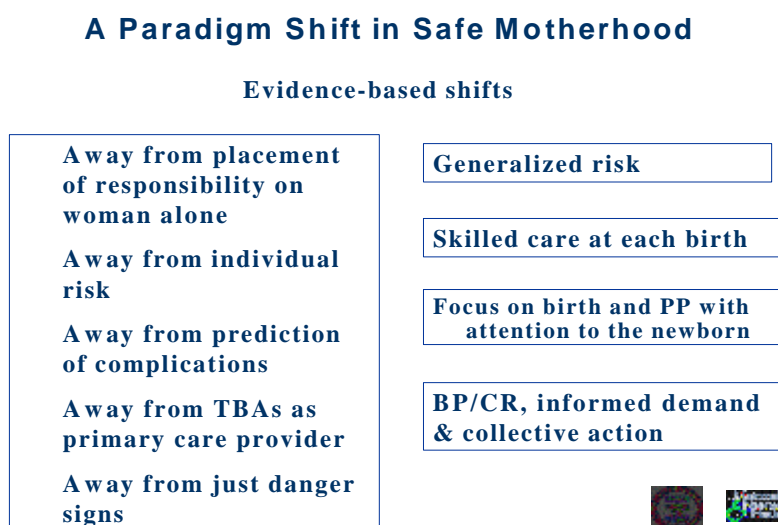 A Paradigm Shift in Safe Motherhood
Evidence-based shifts
Away from placement
of responsibility on
woman alone
Away from individual
risk
Away from prediction
of complications
Away from TBAs as
primary care provider
Away from just danger
signs
Generalized risk
Skilled care at each birth
Focus on birth and PP with
attention to the newborn
BP/CR, informed demand
& collective action